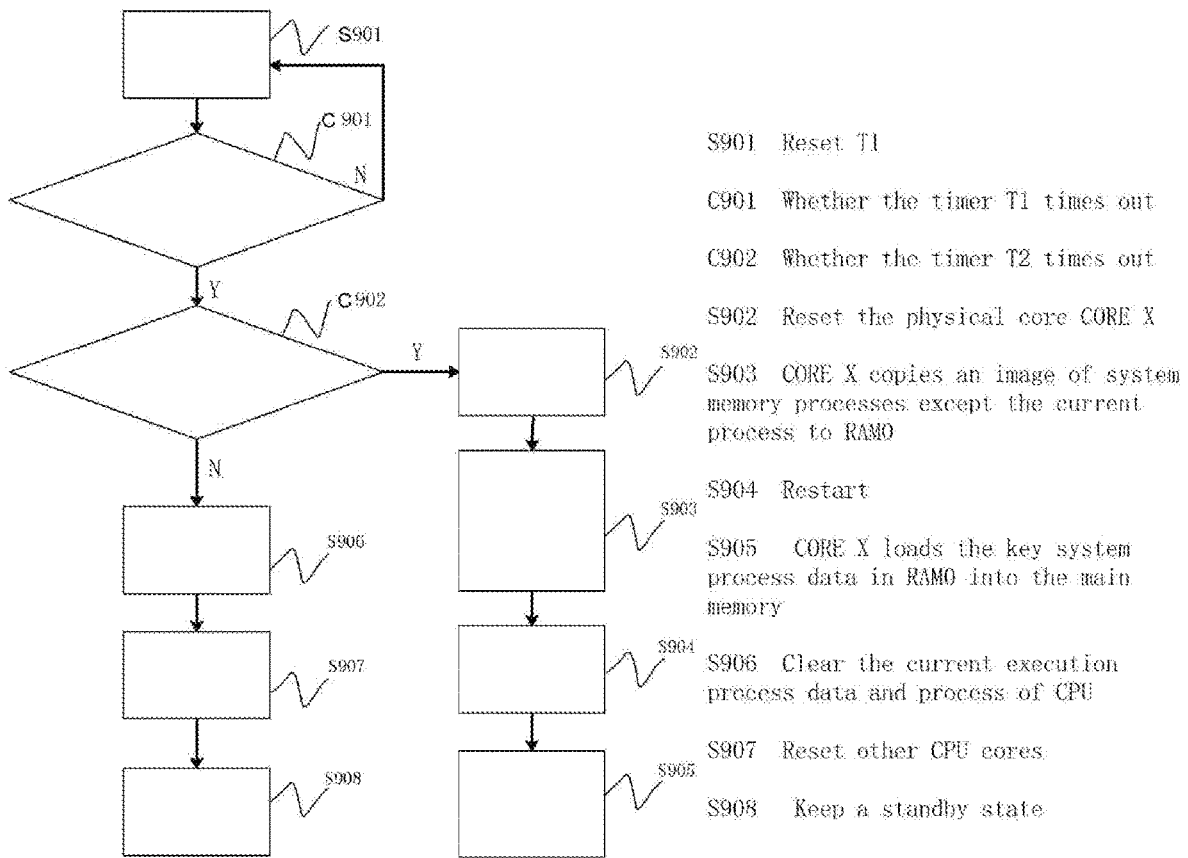 S901
C 901
N
Y
C902
Y
S902
N
S903
S906
S907
S904
S908
S905
S901 Reset T1
C901 Whether the timer T1 times out
C902 Whether the timer T2 times out
S902 Reset the physical core CORE X
S903 CORE X copies an image of system
memory processes except the current
process to RAM0
S904 Restart
S905 CORE X loads the key system
process data in RAM0 into the main
memory
S906 Clear the current execution
process data and process of CPU
S907 Reset other CPU cores
S908 Keep a standby state